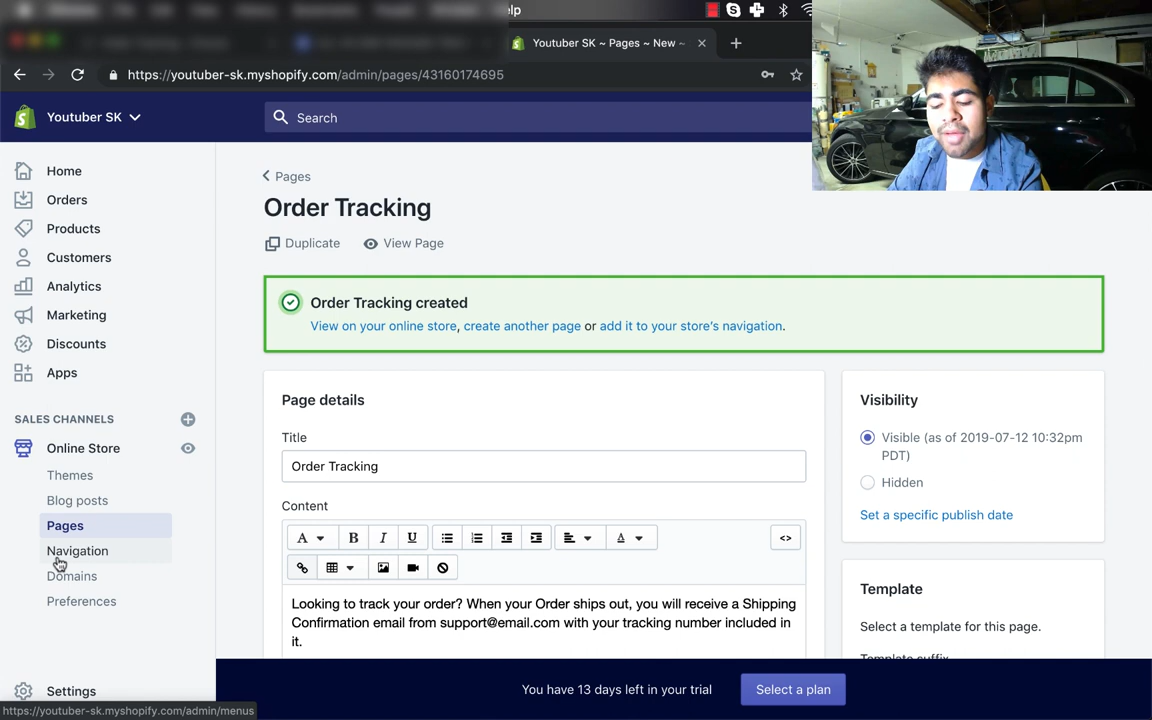 elp
Youtuber SK ~ Pages ~ New ~
https://youtuber-sk.myshopify.com/admin/pages/43160174695
Youtuber SK
Search
Home
Orders
Products
Customers
Analytics
Marketing
Discounts
Apps
SALES CHANNELS
Online Store
Themes
Blog posts
Pages
Navigation
Domains
Preferences
Settings
https://youtuber-sk.myshopify.com/admin/menus
Pages
Order Tracking
Duplicate View Page
Order Tracking created
View on your online store, create another page or add it to your store's navigation.
Page details
Title
Order Tracking
Content
A B I U A <>
Looking to track your order? When your Order ships out, you will receive a Shipping
Confirmation email from support@email.com with your tracking number included in
it.
Visibility
Visible (as of 2019-07-12 10:32pm
PDT)
Hidden
Set a specific publish date
Template
Select a template for this page.
Template suffix
You have 13 days left in your trial Select a plan